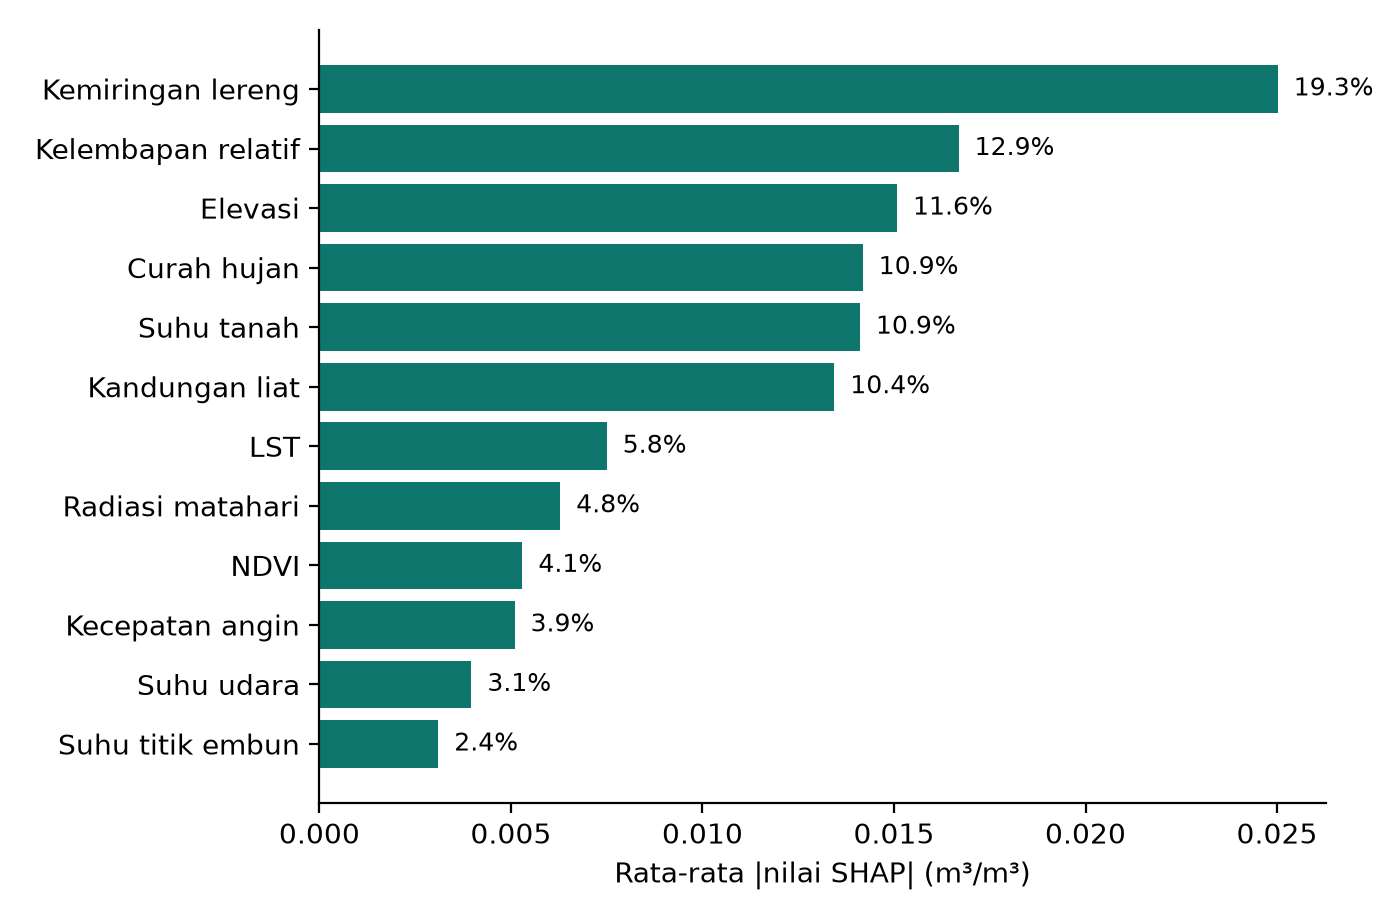 Kemiringan lereng 19.3%
Kelembapan relatif 12.9%
Elevasi 11.6%
Curah hujan 10.9%
Suhu tanah 10.9%
Kandungan liat 10.4%
LST 5.8%
Radiasi matahari 4.8%
NDVI 4.1%
Kecepatan angin 3.9%
Suhu udara 3.1%
Suhu titik embun 2.4%
0.000 0.005 0.010 0.015 0.020 0.025
Rata-rata |nilai SHAP| (m³/m³)